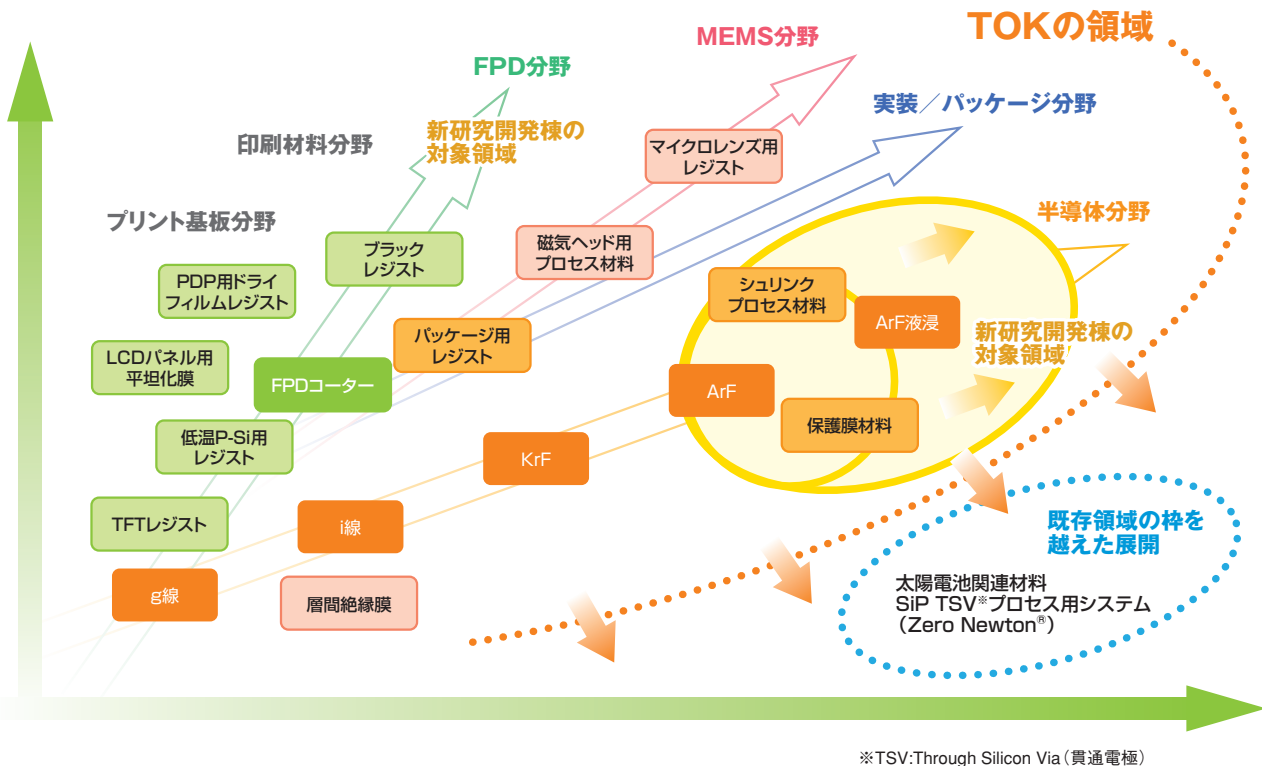 TOKの領域
MEMS分野
FPD分野
実装／パッケージ分野
新研究開発棟の
対象領域
印刷材料分野
マイクロレンズ用
レジスト
プリント基板分野
半導体分野
ブラック
レジスト
磁気ヘッド用
プロセス材料
PDP用ドライ
フィルムレジスト
シュリンク
プロセス材料
ArF液浸
パッケージ用
レジスト
新研究開発棟の
対象領域
LCDパネル用
平坦化膜
FPDコーター
ArF
保護膜材料
低温P-Si用
レジスト
KrF
TFTレジスト
i線
既存領域の枠を
越えた展開
g線
層間絶縁膜
太陽電池関連材料
SiP TSV※プロセス用システム
（Zero Newton®）
※TSV:Through Silicon Via（貫通電極）